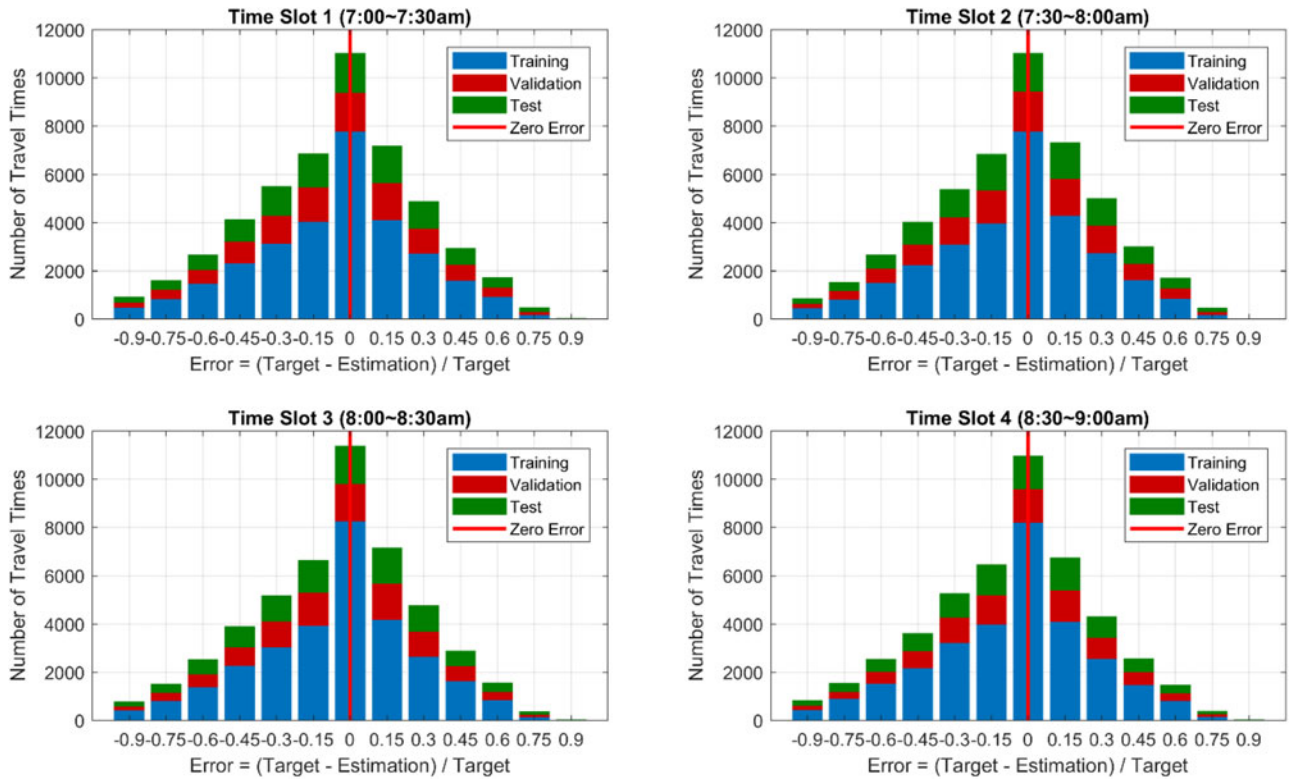 Time Slot 1 (7:00~7:30am)
12000
10000
8000
6000
4000
2000
0
Number of Travel Times
Training
Validation
Test
Zero Error
-0.9 -0.75 -0.6 -0.45 -0.3 -0.15 0 0.15 0.3 0.45 0.6 0.75 0.9
Error = (Target - Estimation) / Target
Time Slot 2 (7:30~8:00am)
12000
10000
8000
6000
4000
2000
0
Number of Travel Times
Training
Validation
Test
Zero Error
-0.9 -0.75 -0.6 -0.45 -0.3 -0.15 0 0.15 0.3 0.45 0.6 0.75 0.9
Error = (Target - Estimation) / Target
Time Slot 3 (8:00~8:30am)
12000
10000
8000
6000
4000
2000
0
Number of Travel Times
Training
Validation
Test
Zero Error
-0.9 -0.75 -0.6 -0.45 -0.3 -0.15 0 0.15 0.3 0.45 0.6 0.75 0.9
Error = (Target - Estimation) / Target
Time Slot 4 (8:30~9:00am)
12000
10000
8000
6000
4000
2000
0
Number of Travel Times
Training
Validation
Test
Zero Error
-0.9 -0.75 -0.6 -0.45 -0.3 -0.15 0 0.15 0.3 0.45 0.6 0.75 0.9
Error = (Target - Estimation) / Target